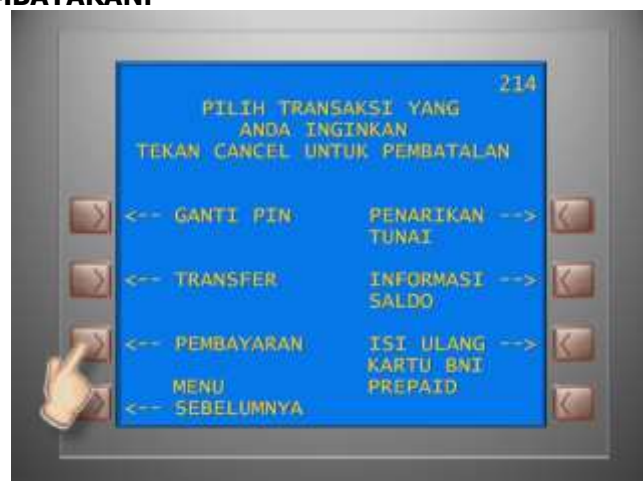 214
PILIH TRANSAKSI YANG
ANDA INGINKAN
TEKAN CANCEL UNTUK PEMBATALAN
<-- GANTI PIN
PENARIKAN -->
TUNAI
<-- TRANSFER
INFORMASI -->
SALDO
<-- PEMBAYARAN
ISI ULANG -->
KARTU BNI
PREPAID
MENU
<-- SEBELUMNYA